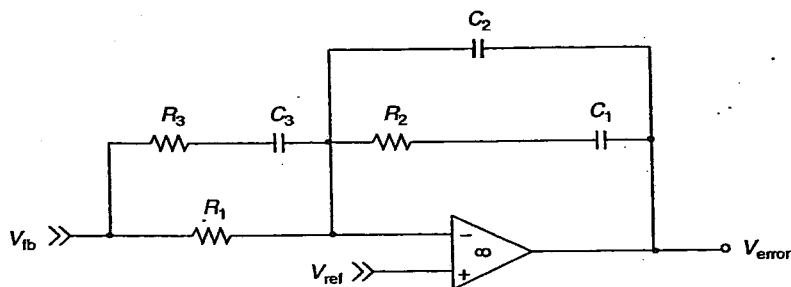 C2
R3
C3
R2
C1
R1
Vfb
−
∞
Vref
+
Verror